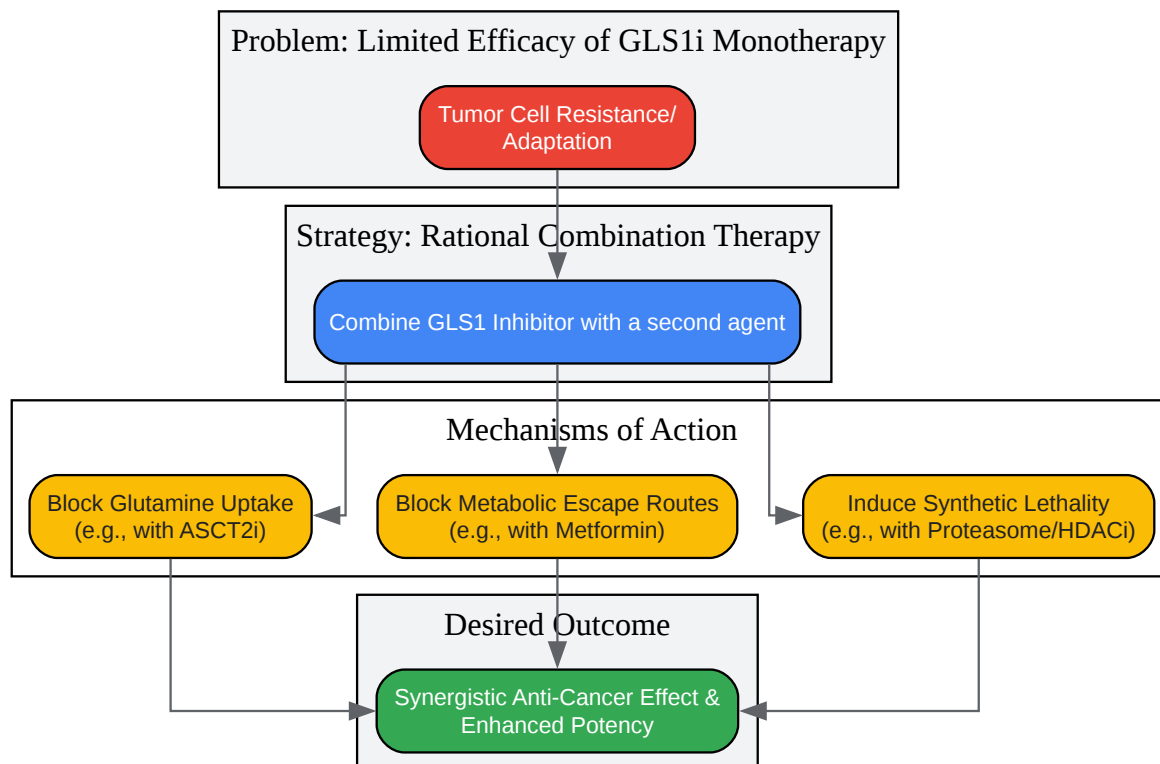 Problem: Limited Efficacy of GLS1i Monotherapy
Tumor Cell Resistance/
Adaptation
Strategy: Rational Combination Therapy
Combine GLS1 Inhibitor with a second agent
Mechanisms of Action
Block Glutamine Uptake
(e.g., with ASCT2i)
Block Metabolic Escape Routes
(e.g., with Metformin)
Induce Synthetic Lethality
(e.g., with Proteasome/HDACi)
Desired Outcome
Synergistic Anti-Cancer Effect &
Enhanced Potency